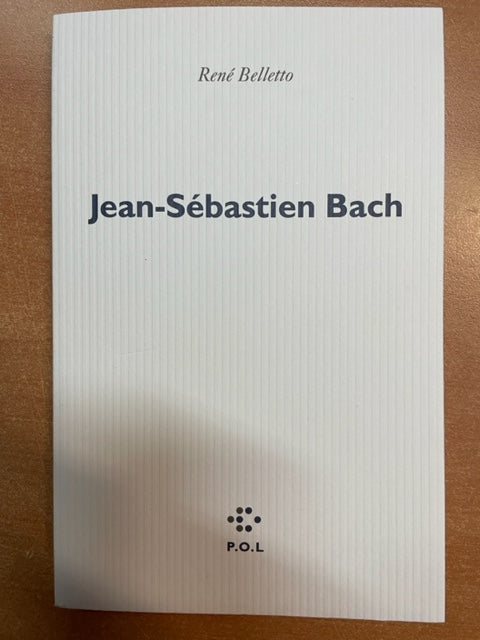 René Belletto
Jean-Sébastien Bach
P.O.L